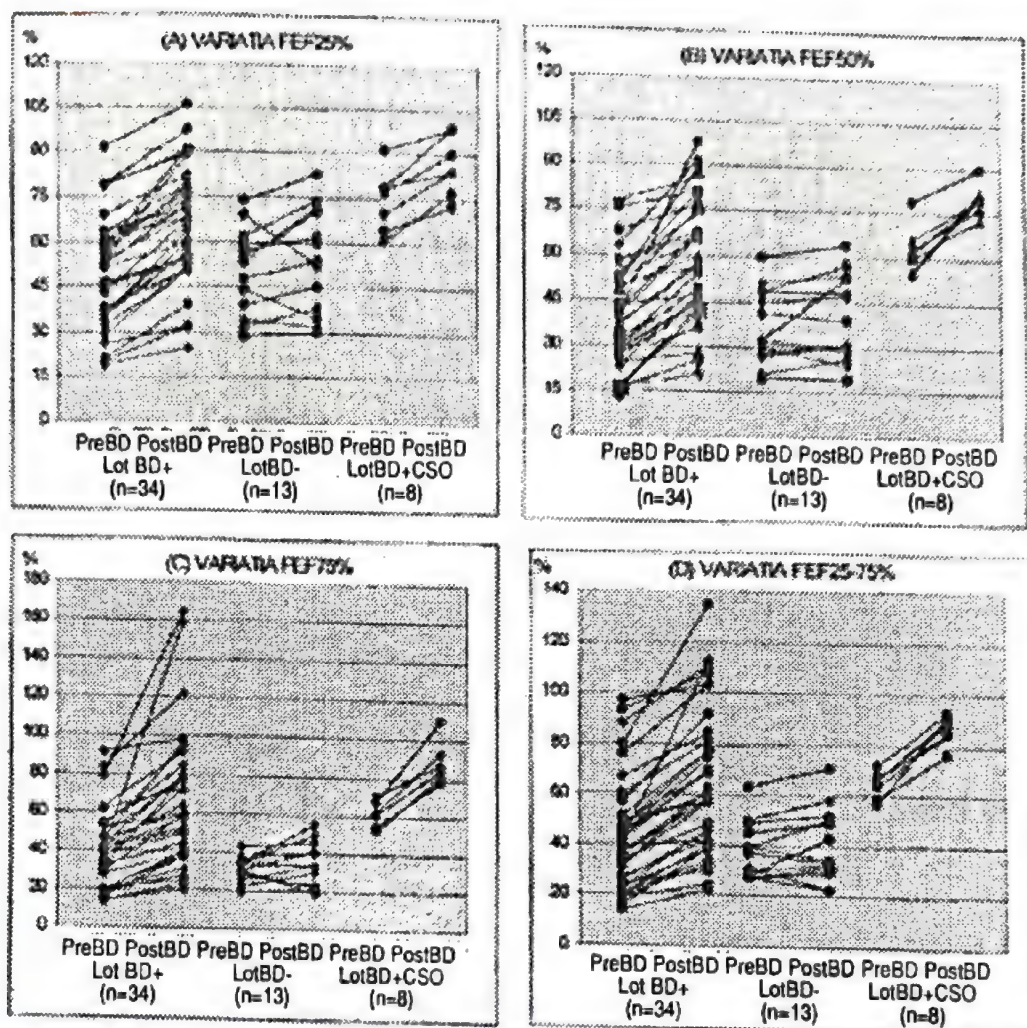 (A) VARIATIA FEF25%
%
120
105
90
75
60
45
30
15
0
PreBD PostBD PreBD PostBD PreBD PostBD
Lot BD+ LotBD- LotBD+CSO
(n=34) (n=13) (n=8)
(B) VARIATIA FEF50%
%
120
105
90
75
60
45
30
15
0
PreBD PostBD PreBD PostBD PreBD PostBD
Lot BD+ LotBD- LotBD+CSO
(n=34) (n=13) (n=8)
(C) VARIATIA FEF75%
%
180
160
140
120
100
80
60
40
20
0
PreBD PostBD PreBD PostBD PreBD PostBD
Lot BD+ LotBD- LotBD+CSO
(n=34) (n=13) (n=8)
(D) VARIATIA FEF25-75%
%
140
120
100
80
60
40
20
0
PreBD PostBD PreBD PostBD PreBD PostBD
Lot BD+ LotBD- LotBD+CSO
(n=34) (n=13) (n=8)